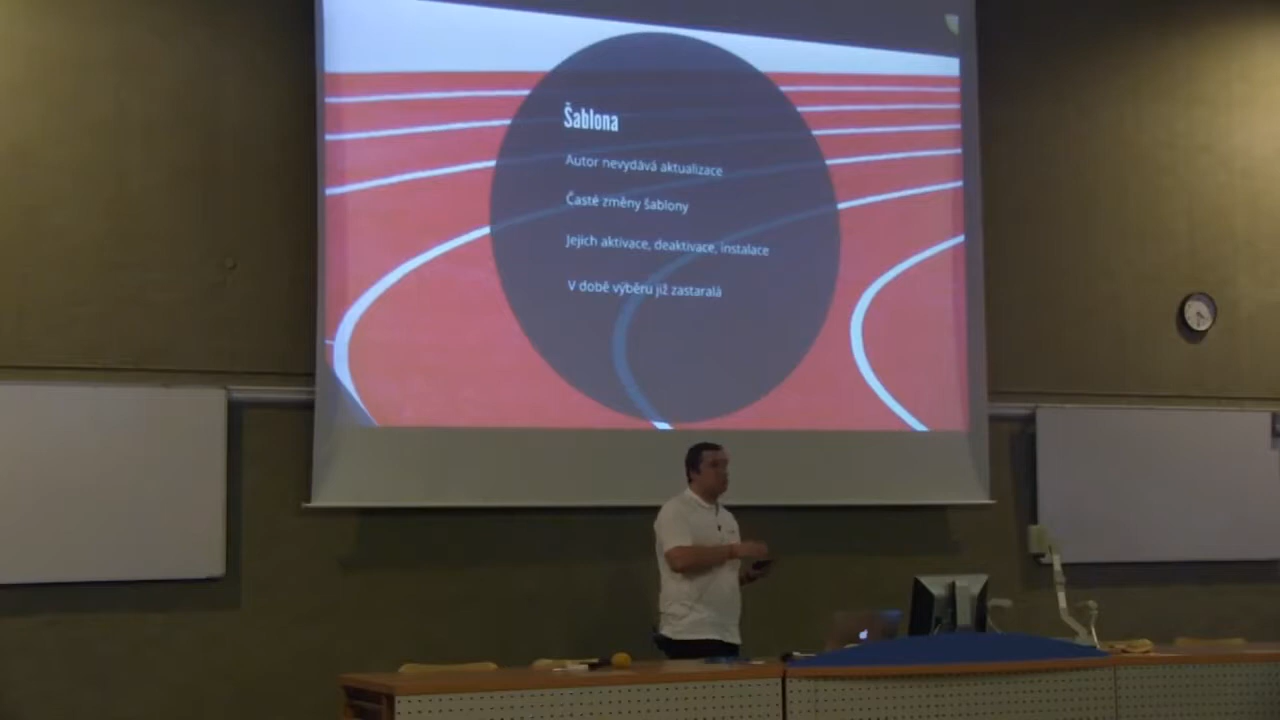 Šablona
Autor nevydává aktualizace
Časté změny šablony
Jejich aktivace, deaktivace, instalace
V době výběru již zastaralá